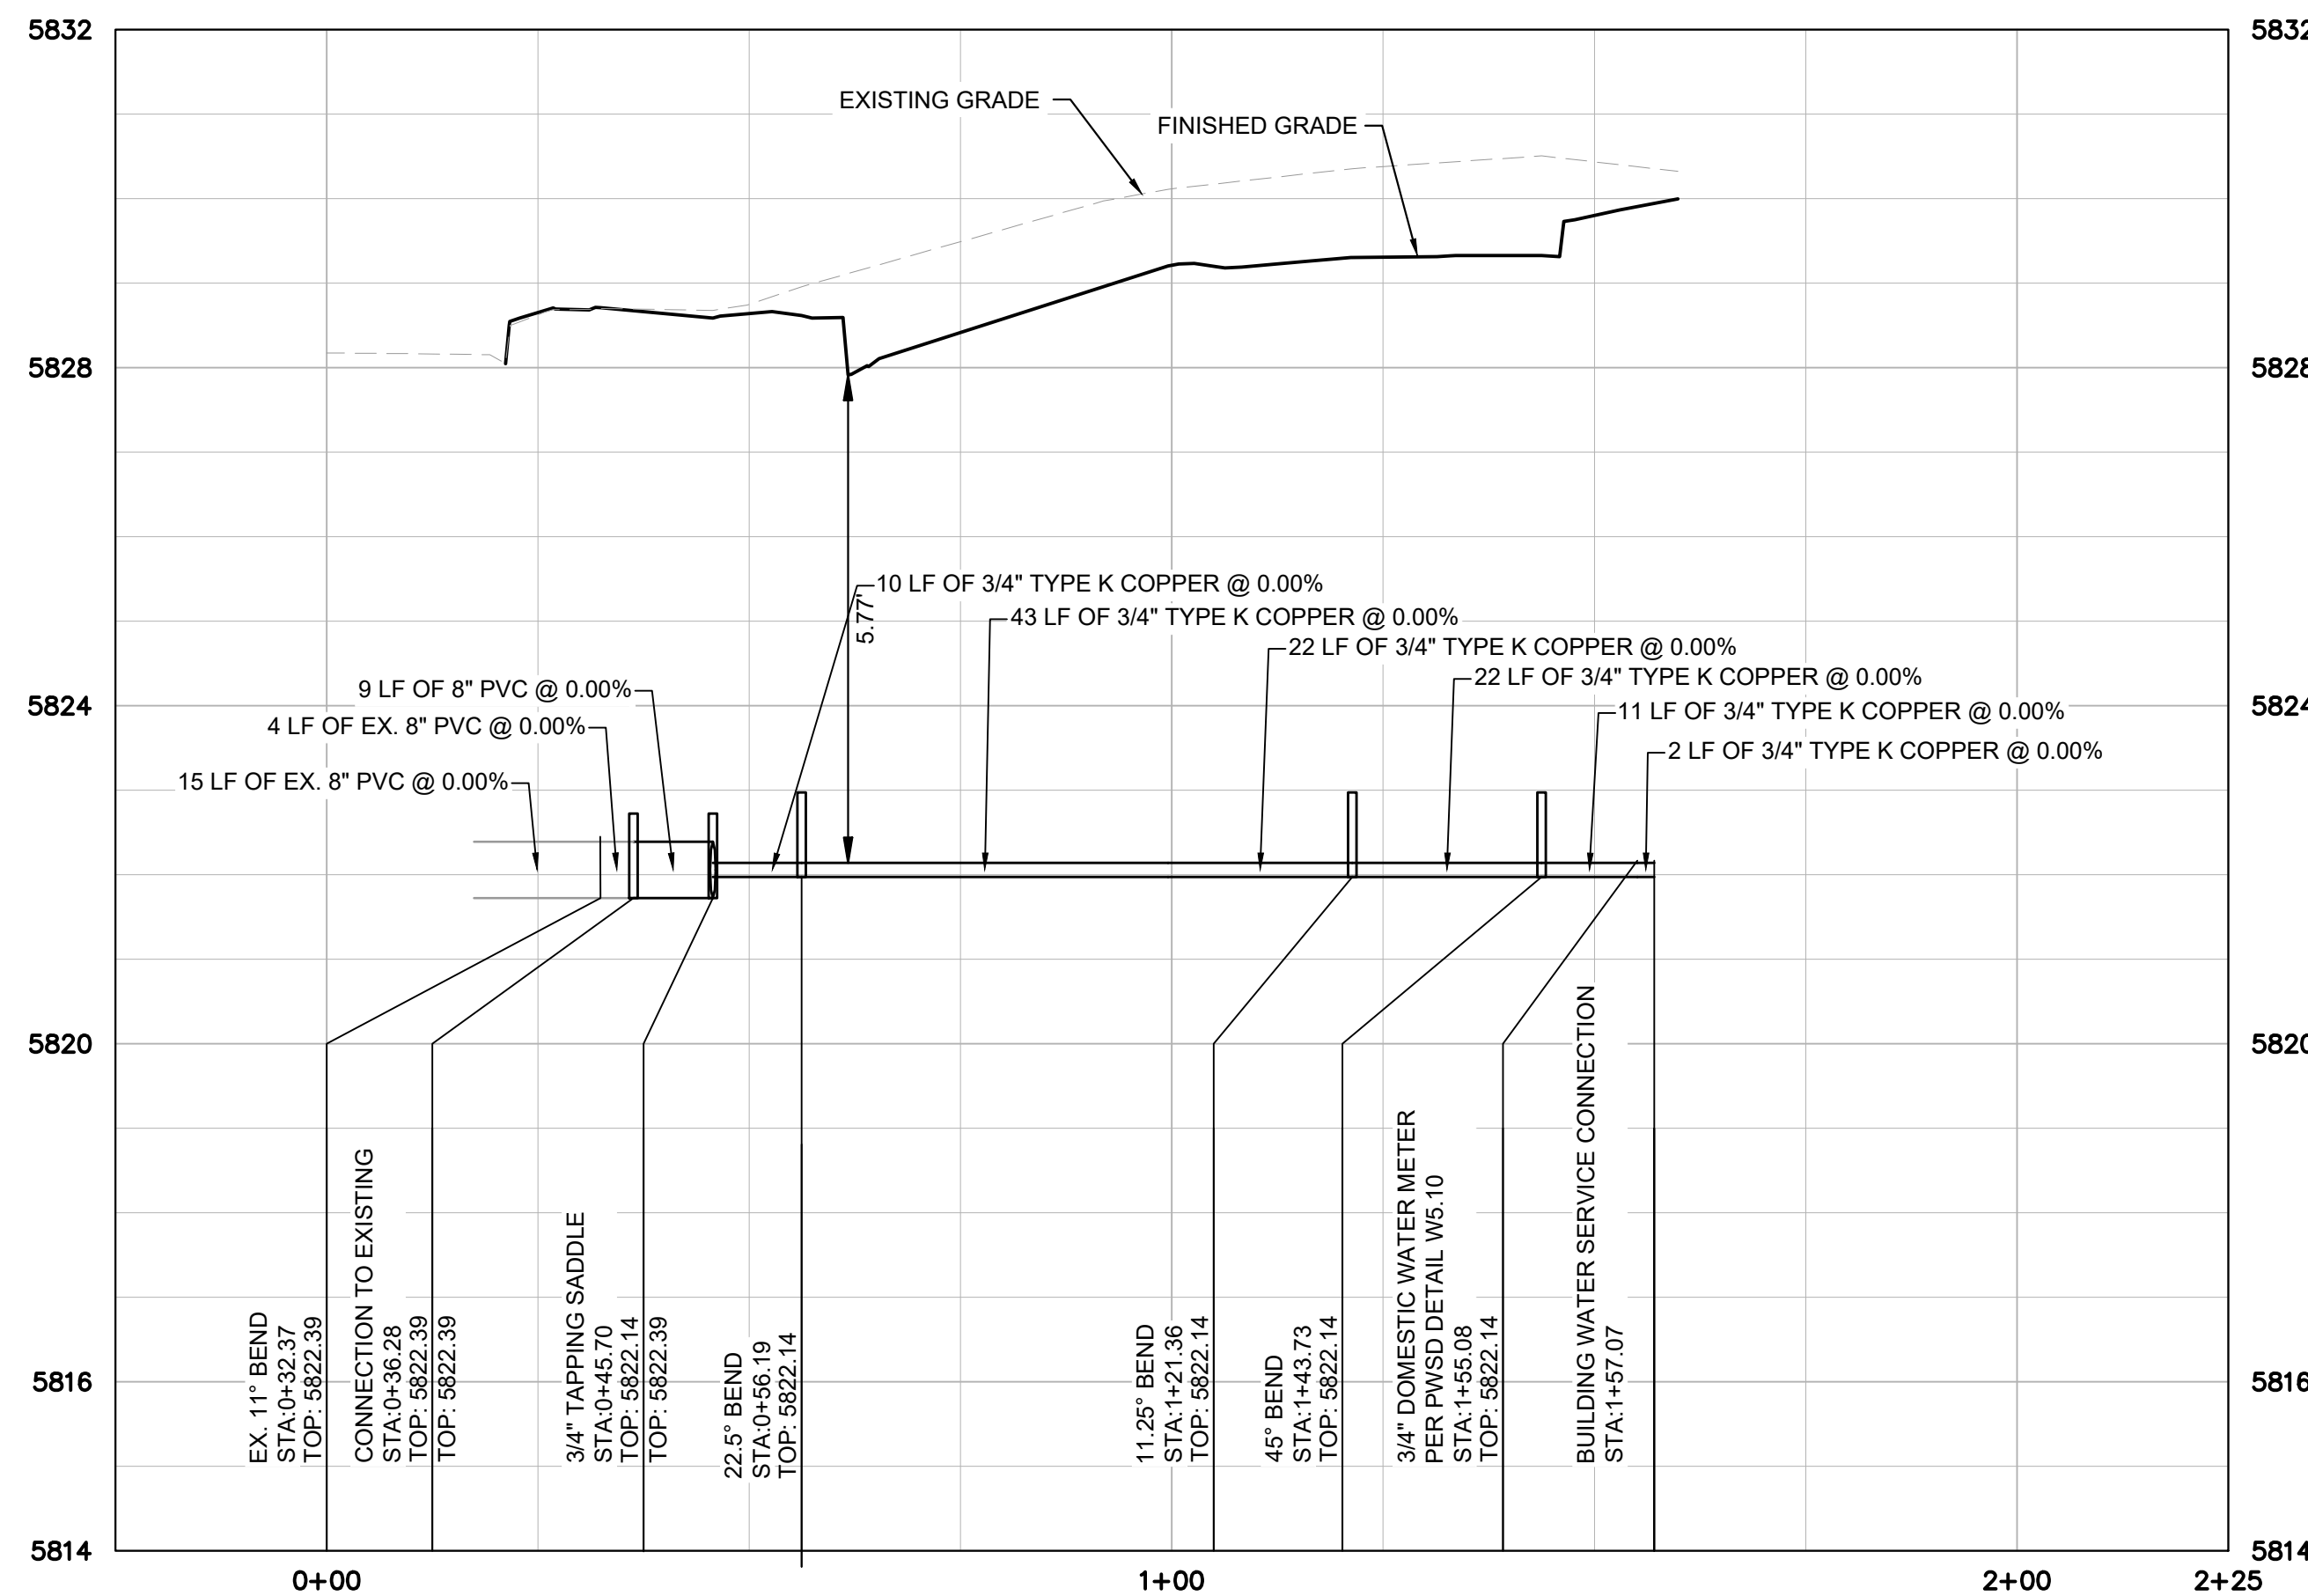 5832
5832
EXISTING GRADE
FINISHED GRADE
5828
5828
10 LF OF 3/4" TYPE K COPPER @ 0.00%
5.77'
43 LF OF 3/4" TYPE K COPPER @ 0.00%
22 LF OF 3/4" TYPE K COPPER @ 0.00%
22 LF OF 3/4" TYPE K COPPER @ 0.00%
9 LF OF 8" PVC @ 0.00%
5824
5824
11 LF OF 3/4" TYPE K COPPER @ 0.00%
4 LF OF EX. 8" PVC @ 0.00%
2 LF OF 3/4" TYPE K COPPER @ 0.00%
15 LF OF EX. 8" PVC @ 0.00%
5820
5820
EX. 11° BEND
STA:0+32.37
TOP: 5822.39
CONNECTION TO EXISTING
STA:0+36.28
TOP: 5822.39
TOP: 5822.39
3/4" TAPPING SADDLE
STA:0+45.70
TOP: 5822.14
TOP: 5822.39
22.5° BEND
STA:0+56.19
TOP: 5822.14
11.25° BEND
STA:1+21.36
TOP: 5822.14
45° BEND
STA:1+43.73
TOP: 5822.14
3/4" DOMESTIC WATER METER
PER PWSD DETAIL W5.10
STA:1+55.08
TOP: 5822.14
BUILDING WATER SERVICE CONNECTION
STA:1+57.07
5816
5816
5814
5814
0+00
1+00
2+00
2+25